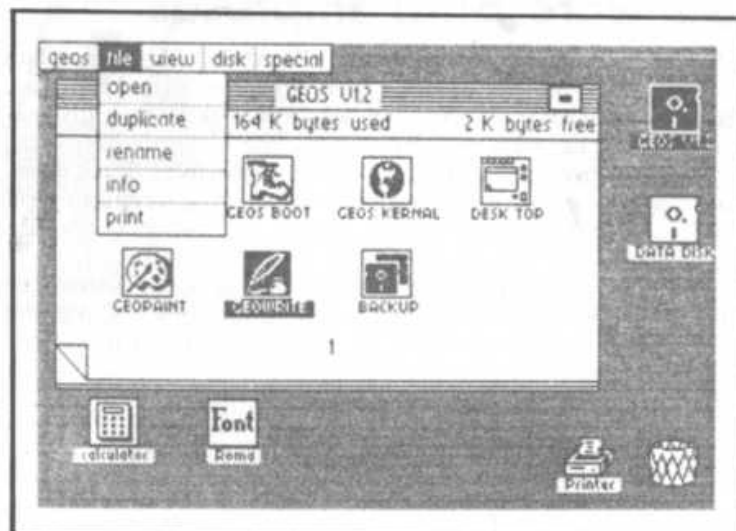 geos file view disk special
open
GEOS V1.2
duplicate
164 K bytes used 2 K bytes free
rename
info
print
GEOS BOOT GEOS KERNAL DESK TOP
DATA DISK
GEOPAINT GEOWRITE BACKUP
1
Font
calculator Roma
Printer